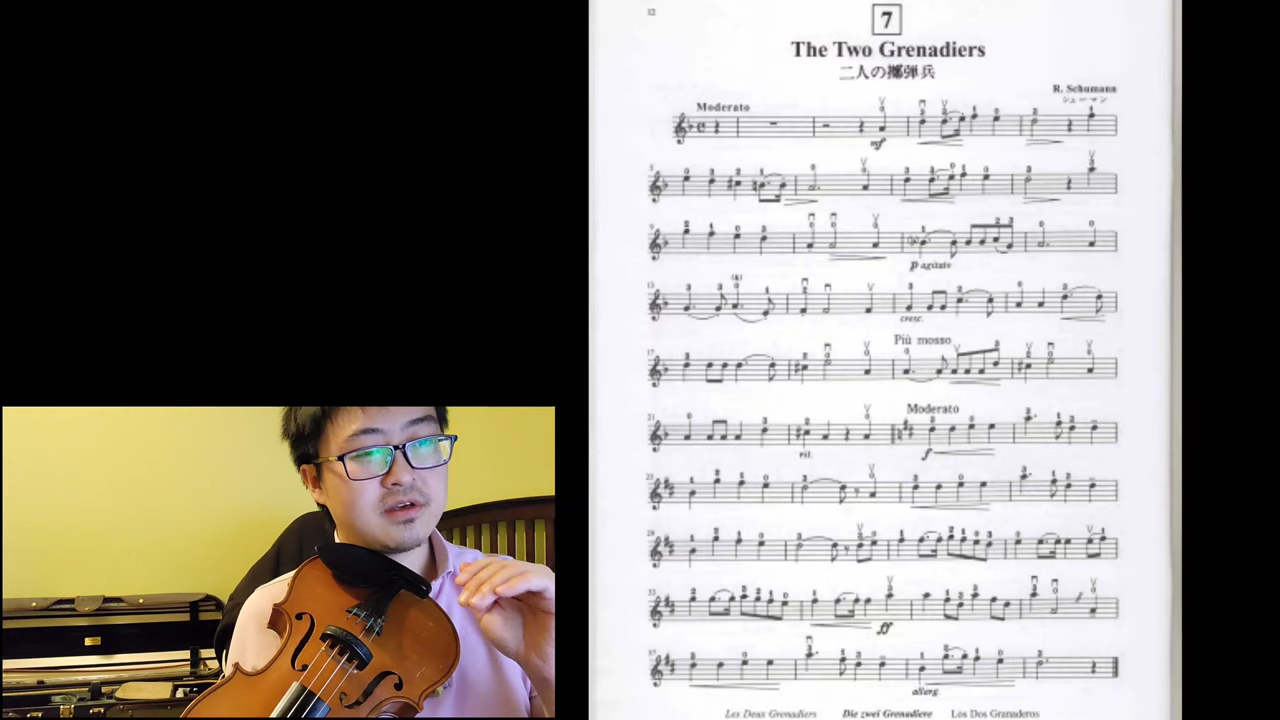 12
7
The Two Grenadiers
二人の擲弾兵
R. Schumann
シューマン
Moderato
mf
p agitato
cresc.
Più mosso
Moderato
rit.
f
ff
allarg.
Les Deux Grenadiers Die zwei Grenadiere Los Dos Granaderos